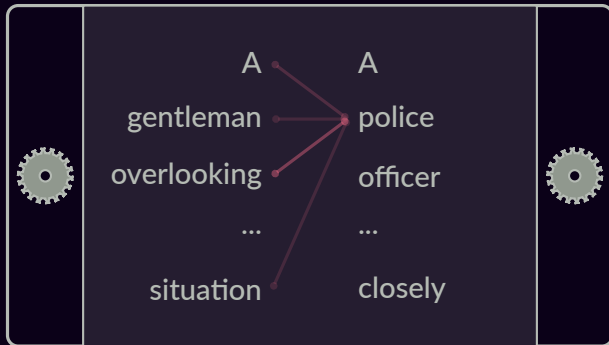 A A
gentleman police
overlooking officer
... ...
situation closely